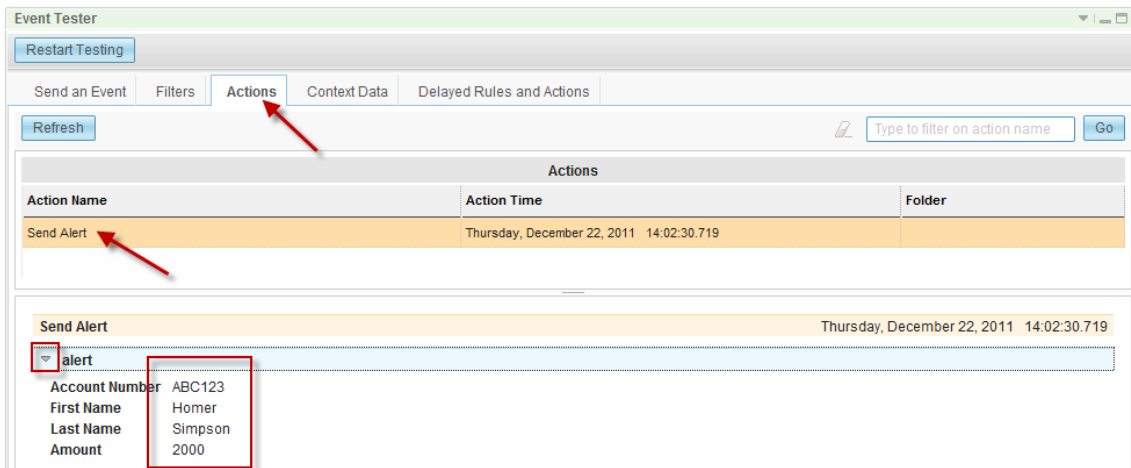 Event Tester
Restart Testing
Send an Event Filters Actions Context Data Delayed Rules and Actions
Refresh Type to filter on action name Go
Actions
Action Name Action Time Folder
Send Alert Thursday, December 22, 2011 14:02:30.719
Send Alert Thursday, December 22, 2011 14:02:30.719
alert
Account Number ABC123
First Name Homer
Last Name Simpson
Amount 2000